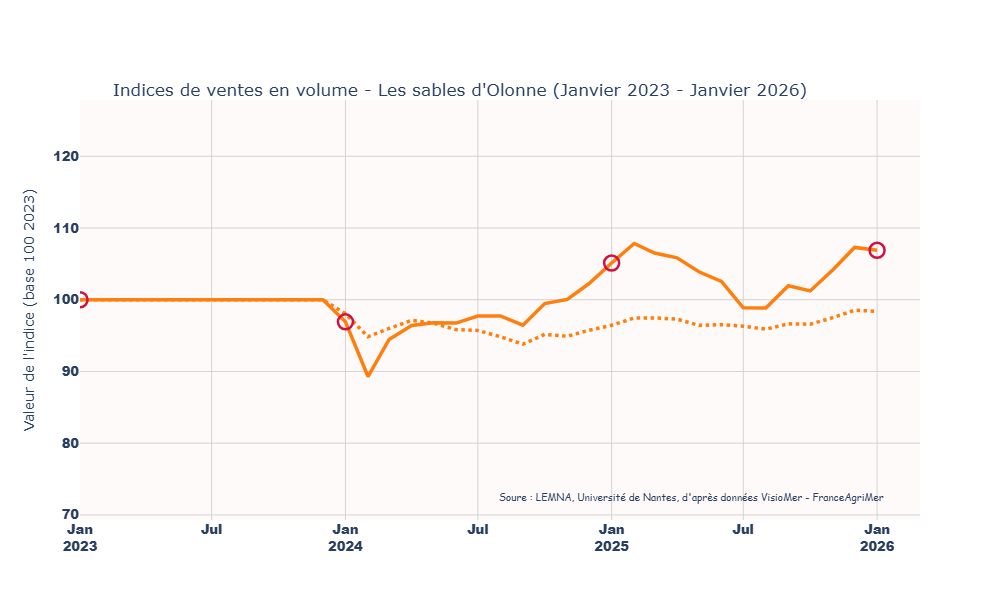 Indices de ventes en volume - Les sables d'Olonne (Janvier 2023 - Janvier 2026)
Valeur de l'indice (base 100 2023)
120
110
100
90
80
70
Soure : LEMNA, Université de Nantes, d'après données VisioMer - FranceAgriMer
Jan Jul Jan Jul Jan Jul Jan
2023 2024 2025 2026